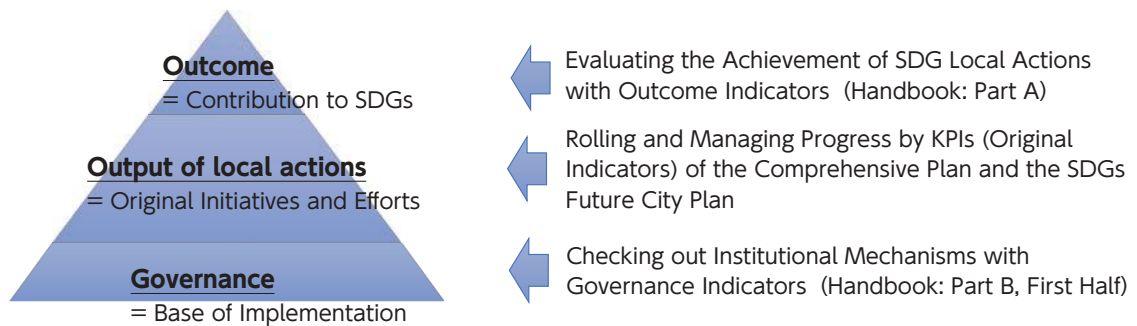 Outcome
= Contribution to SDGs
Evaluating the Achievement of SDG Local Actions
with Outcome Indicators (Handbook: Part A)
Output of local actions
= Original Initiatives and Efforts
Rolling and Managing Progress by KPIs (Original
Indicators) of the Comprehensive Plan and the SDGs
Future City Plan
Governance
= Base of Implementation
Checking out Institutional Mechanisms with
Governance Indicators (Handbook: Part B, First Half)